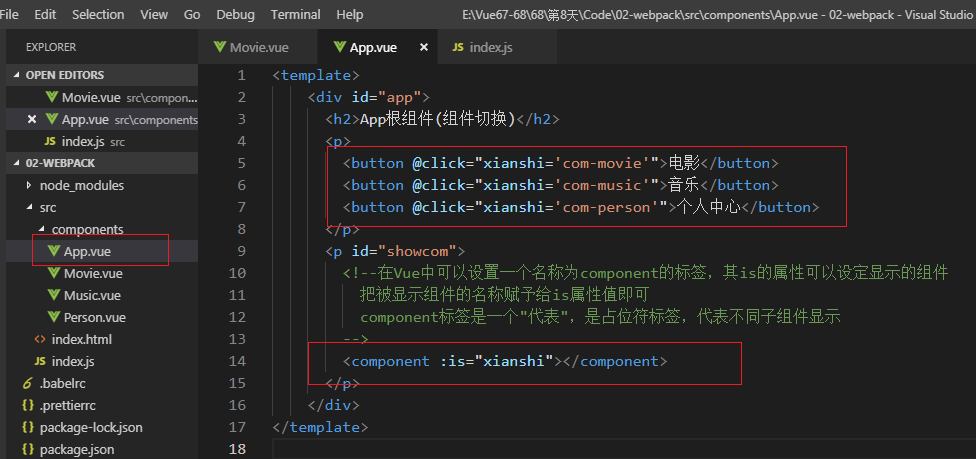 File Edit Selection View Go Debug Terminal Help E:\Vue67-68\68\第8天\Code\02-webpack\src\components\App.vue - 02-webpack - Visual Studio
EXPLORER
OPEN EDITORS
Movie.vue src\compon...
App.vue src\components
index.js src
02-WEBPACK
node_modules
src
components
App.vue
Movie.vue
Music.vue
Person.vue
index.html
index.js
.babelrc
.prettierrc
package-lock.json
package.json
Movie.vue App.vue index.js
1 <template>
2 <div id="app">
3 <h2>App根组件(组件切换)</h2>
4 <p>
5 <button @click="xianshi='com-movie'">电影</button>
6 <button @click="xianshi='com-music'">音乐</button>
7 <button @click="xianshi='com-person'">个人中心</button>
8 </p>
9 <p id="showcom">
10 <!--在Vue中可以设置一个名称为component的标签，其is的属性可以设定显示的组件
11 把被显示组件的名称赋予给is属性值即可
12 component标签是一个"代表"，是占位符标签，代表不同子组件显示
13 -->
14 <component :is="xianshi"></component>
15 </p>
16 </div>
17 </template>
18